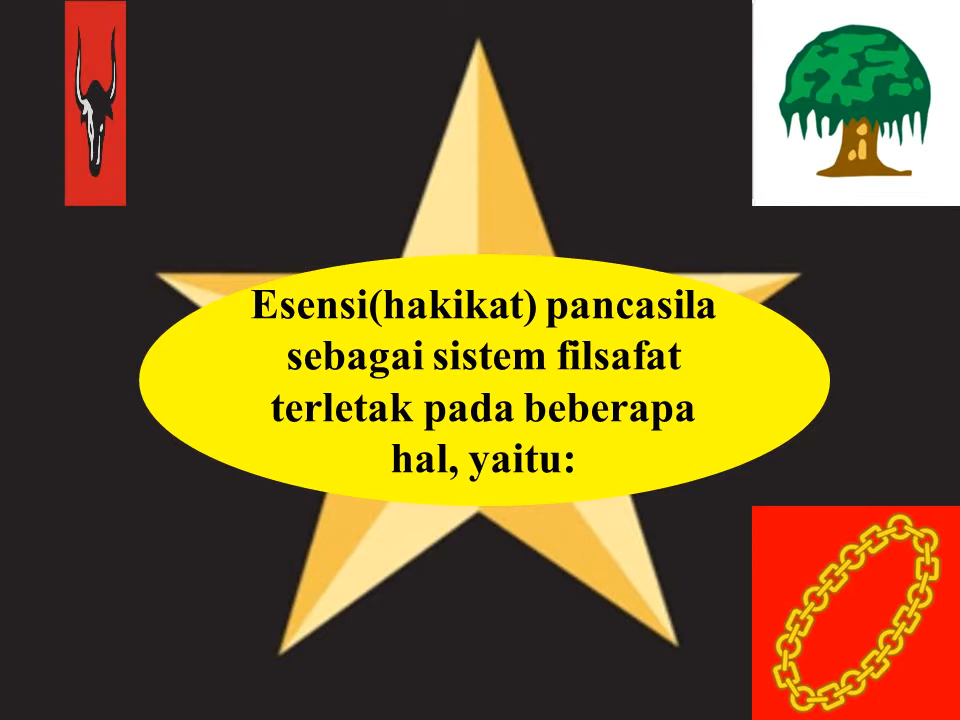 Esensi(hakikat) pancasila
sebagai sistem filsafat
terletak pada beberapa
hal, yaitu: